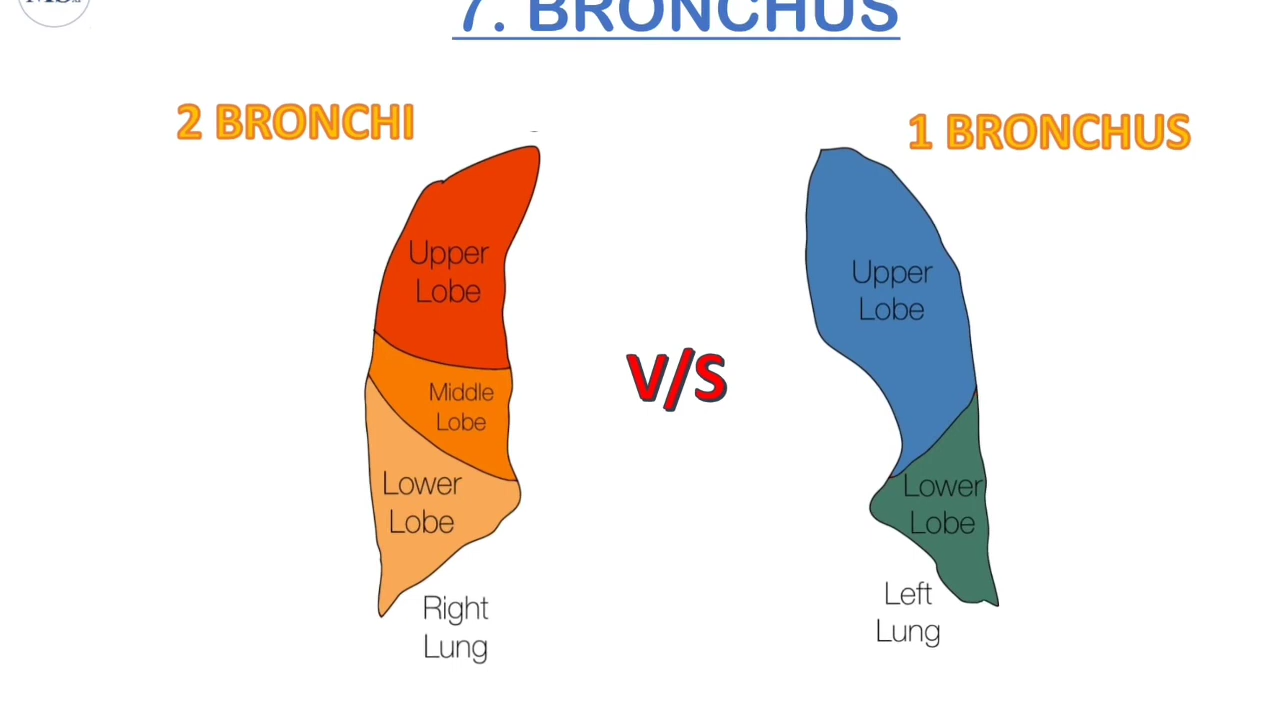 7. BRONCHUS
2 BRONCHI
1 BRONCHUS
Upper
Lobe
Middle
Lobe
Lower
Lobe
Right
Lung
V/S
Upper
Lobe
Lower
Lobe
Left
Lung